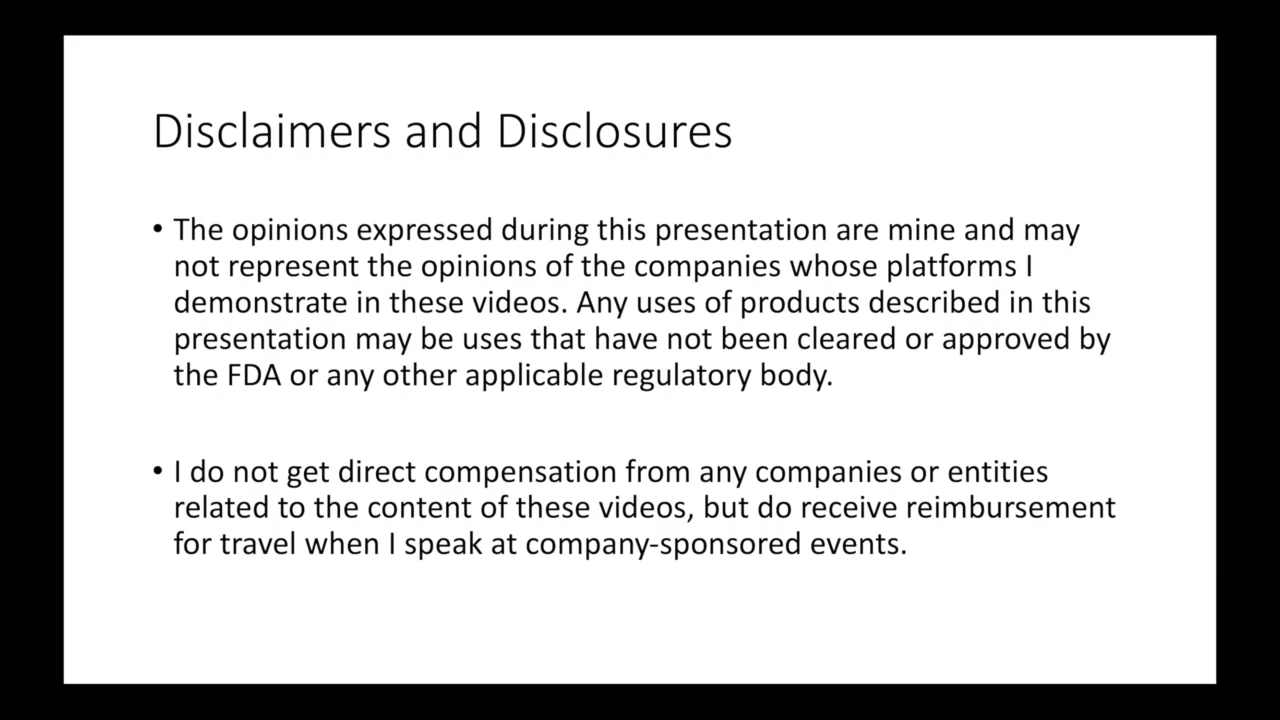 Disclaimers and Disclosures
• The opinions expressed during this presentation are mine and may
not represent the opinions of the companies whose platforms I
demonstrate in these videos. Any uses of products described in this
presentation may be uses that have not been cleared or approved by
the FDA or any other applicable regulatory body.
• I do not get direct compensation from any companies or entities
related to the content of these videos, but do receive reimbursement
for travel when I speak at company-sponsored events.